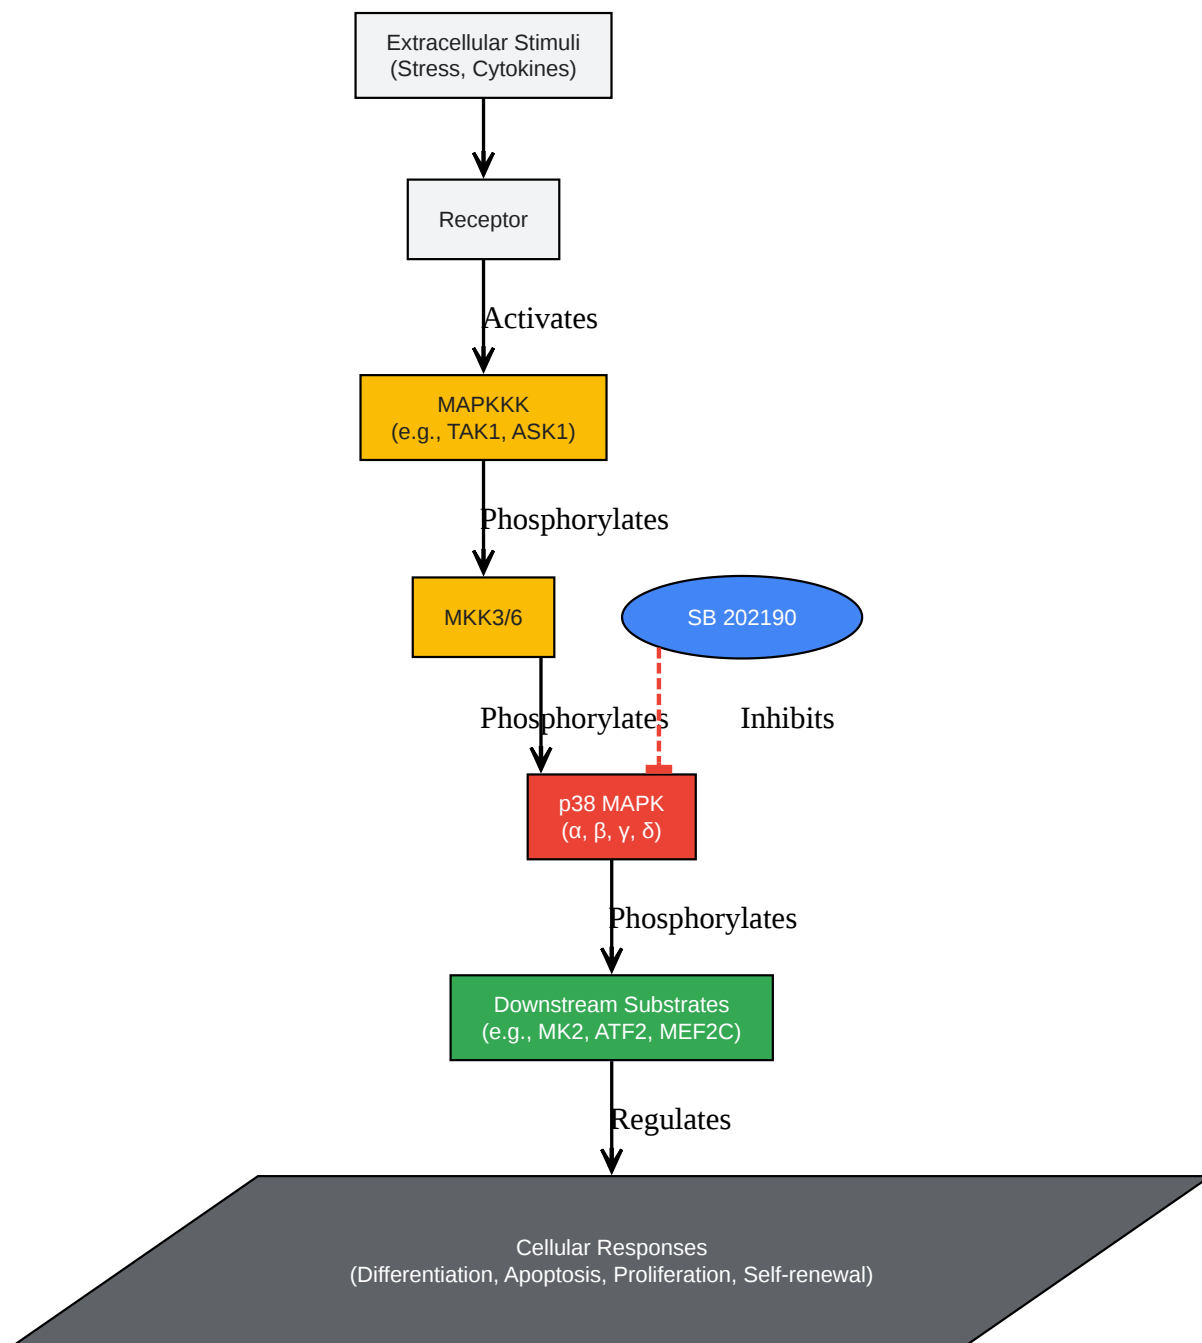 Extracellular Stimuli
(Stress, Cytokines)
Receptor
Activates
MAPKKK
(e.g., TAK1, ASK1)
Phosphorylates
MKK3/6
SB 202190
Phosphorylates
Inhibits
p38 MAPK
(α, β, γ, δ)
Phosphorylates
Downstream Substrates
(e.g., MK2, ATF2, MEF2C)
Regulates
Cellular Responses
(Differentiation, Apoptosis, Proliferation, Self-renewal)